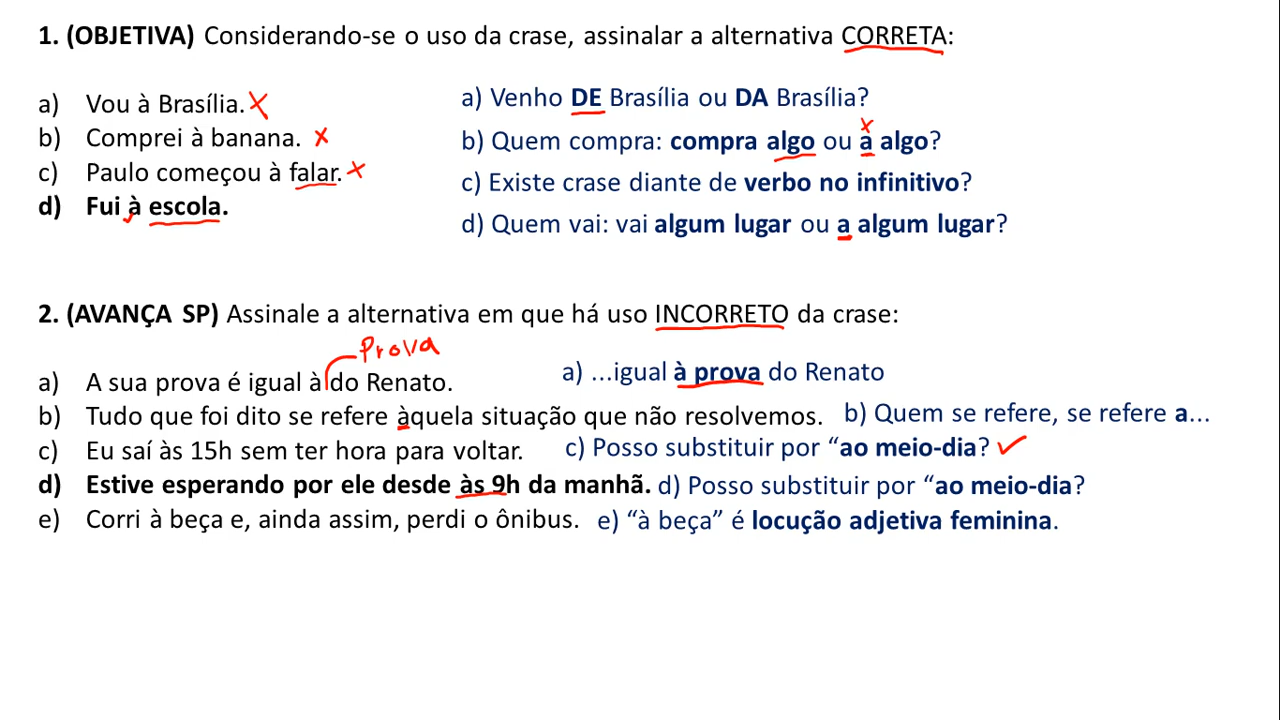 1. (OBJETIVA) Considerando-se o uso da crase, assinalar a alternativa CORRETA:
a) Vou à Brasília. x
a) Venho DE Brasília ou DA Brasília?
b) Comprei à banana. x
x
b) Quem compra: compra algo ou a algo?
c) Paulo começou à falar. x
c) Existe crase diante de verbo no infinitivo?
d) Fui à escola.
d) Quem vai: vai algum lugar ou a algum lugar?
2. (AVANÇA SP) Assinale a alternativa em que há uso INCORRETO da crase:
Prova
a) A sua prova é igual à do Renato.
a) ...igual à prova do Renato
b) Tudo que foi dito se refere àquela situação que não resolvemos.
b) Quem se refere, se refere a...
c) Eu saí às 15h sem ter hora para voltar.
c) Posso substituir por “ao meio-dia? ✓
d) Estive esperando por ele desde às 9h da manhã.
d) Posso substituir por “ao meio-dia?
e) Corri à beça e, ainda assim, perdi o ônibus.
e) “à beça” é locução adjetiva feminina.